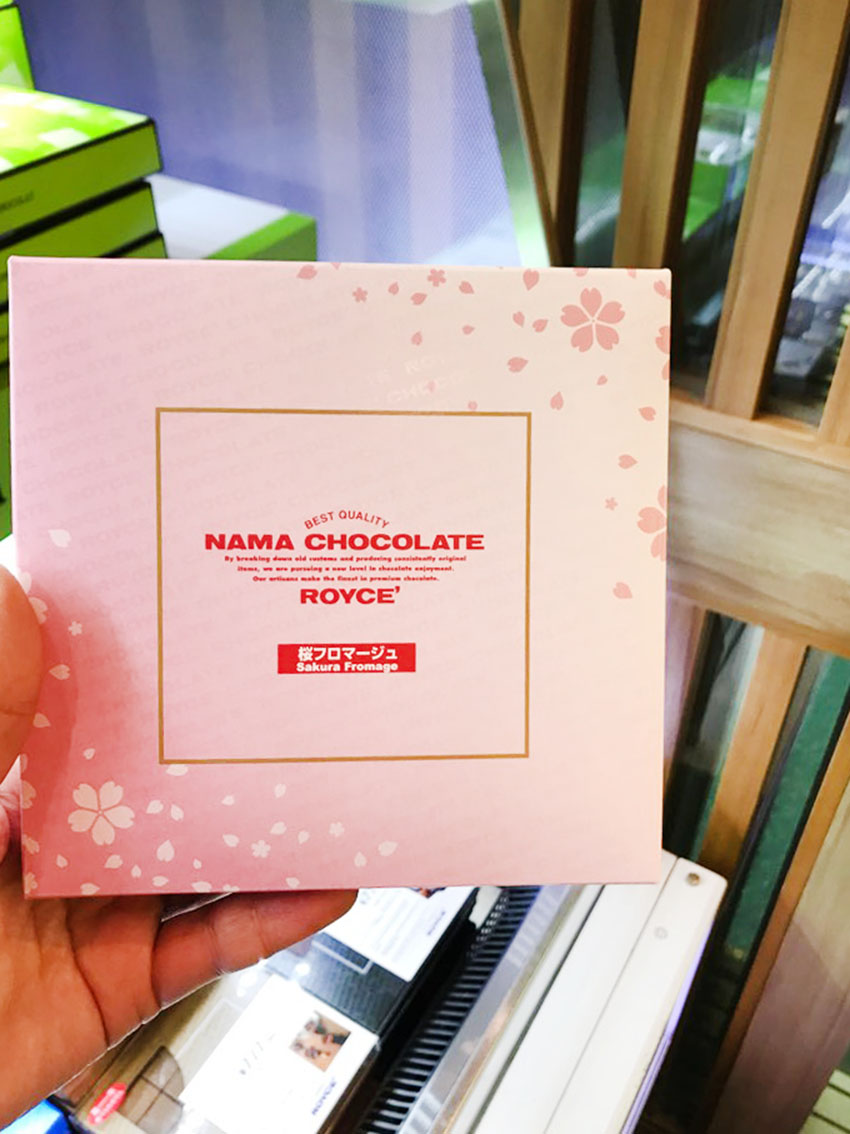 BEST QUALITY
NAMA CHOCOLATE
By breaking down old customs and producing consistently original
items, we are pursuing a new level in chocolate enjoyment.
Our artisans make the finest in premium chocolate.
ROYCE'
桜フロマージュ
Sakura Fromage
ROYCE'